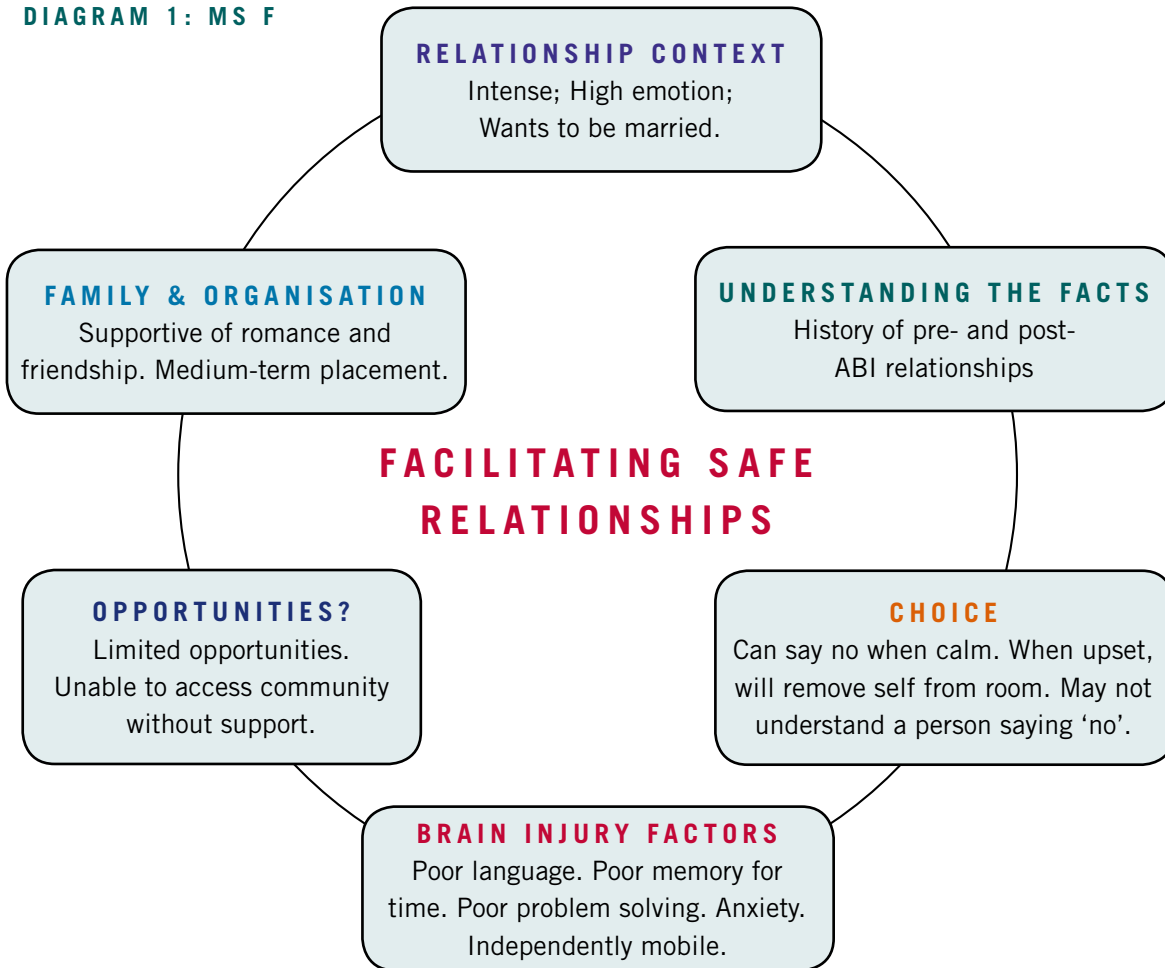 DIAGRAM 1: MS F
RELATIONSHIP CONTEXT
Intense; High emotion;
Wants to be married.
FAMILY & ORGANISATION
Supportive of romance and
friendship. Medium-term placement.
UNDERSTANDING THE FACTS
History of pre- and post-
ABI relationships
FACILITATING SAFE
RELATIONSHIPS
OPPORTUNITIES?
Limited opportunities.
Unable to access community
without support.
CHOICE
Can say no when calm. When upset,
will remove self from room. May not
understand a person saying ‘no’.
BRAIN INJURY FACTORS
Poor language. Poor memory for
time. Poor problem solving. Anxiety.
Independently mobile.